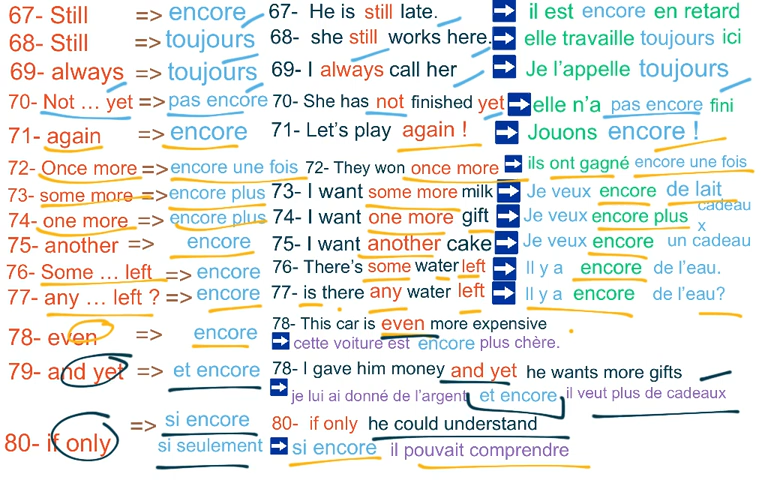 67- Still => encore 67- He is still late. ➡ il est encore en retard
68- Still => toujours 68- she still works here. ➡ elle travaille toujours ici
69- always => toujours 69- I always call her ➡ Je l'appelle toujours
70- Not ... yet => pas encore 70- She has not finished yet ➡ elle n'a pas encore fini
71- again => encore 71- Let's play again ! ➡ Jouons encore !
72- Once more => encore une fois 72- They won once more ➡ ils ont gagné encore une fois
73- some more => encore plus 73- I want some more milk ➡ Je veux encore de lait
74- one more => encore plus 74- I want one more gift ➡ Je veux encore plus cadeau
x
75- another => encore 75- I want another cake ➡ Je veux encore un cadeau
76- Some ... left => encore 76- There's some water left ➡ Il y a encore de l'eau.
77- any ... left ? => encore 77- is there any water left ➡ Il y a encore de l'eau?
78- even => encore 78- This car is even more expensive
➡ cette voiture est encore plus chère.
79- and yet => et encore 78- I gave him money and yet he wants more gifts
➡ je lui ai donné de l'argent et encore il veut plus de cadeaux
80- if only => si encore 80- if only he could understand
si seulement ➡ si encore il pouvait comprendre